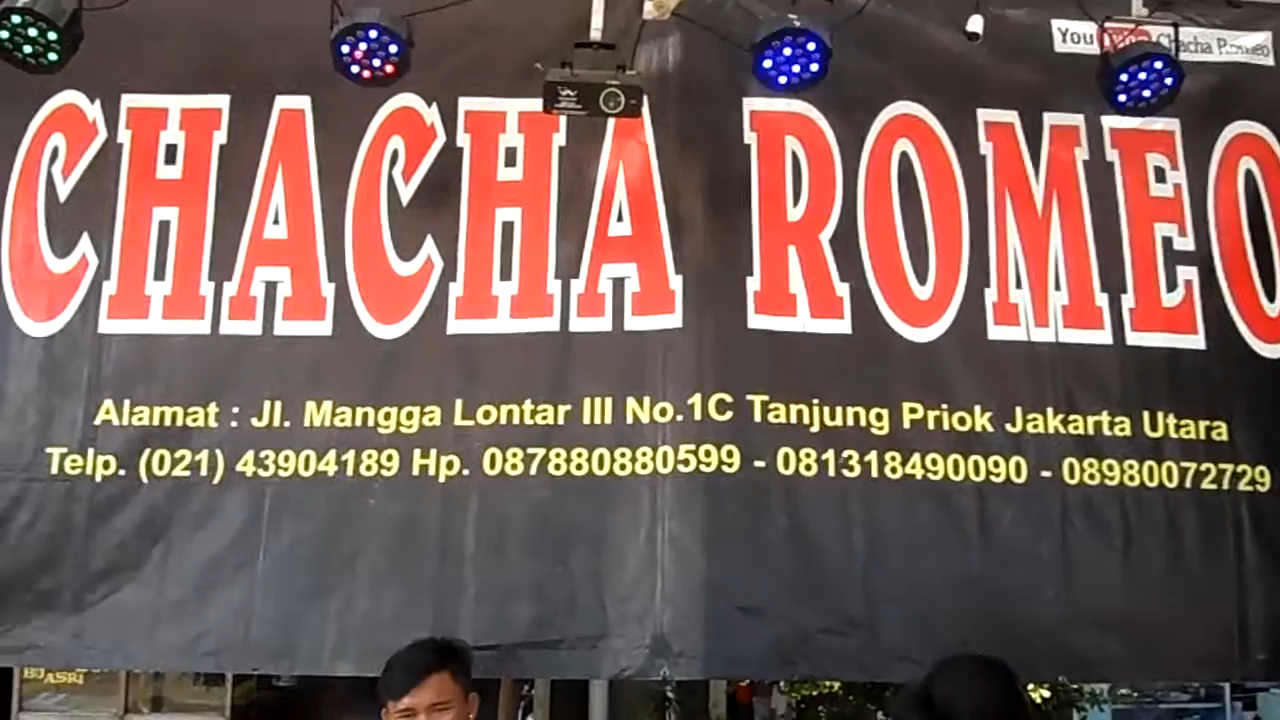 YouTube Chacha Romeo
CHACHA ROMEO
Alamat : Jl. Mangga Lontar III No.1C Tanjung Priok Jakarta Utara
Telp. (021) 43904189 Hp. 087880880599 - 081318490090 - 08980072729
ASRI